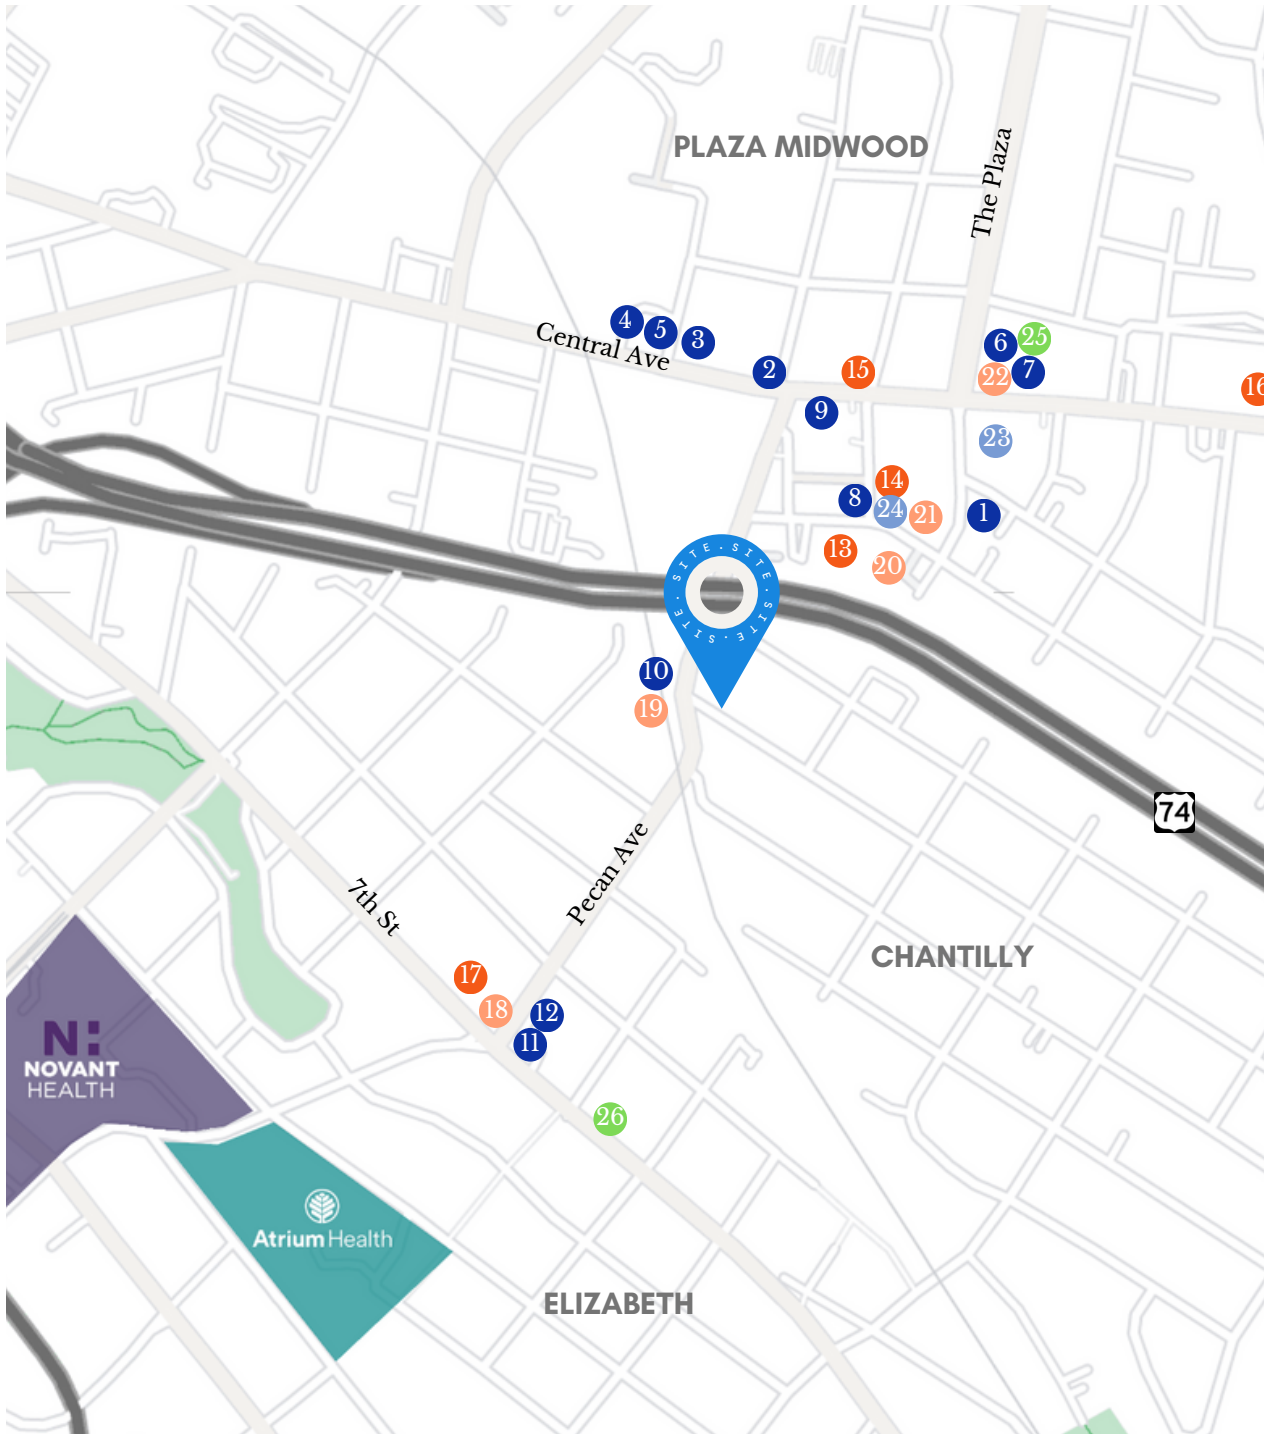 PLAZA MIDWOOD
The Plaza
4
5
3
Central Ave
2
15
6
25
22
7
16
9
23
14
8
24
21
1
13
20
SITE · SITE · SITE · SITE · SITE ·
10
19
74
Pecan Ave
7th St
CHANTILLY
17
18
12
11
N:
NOVANT
HEALTH
26
Atrium Health
ELIZABETH